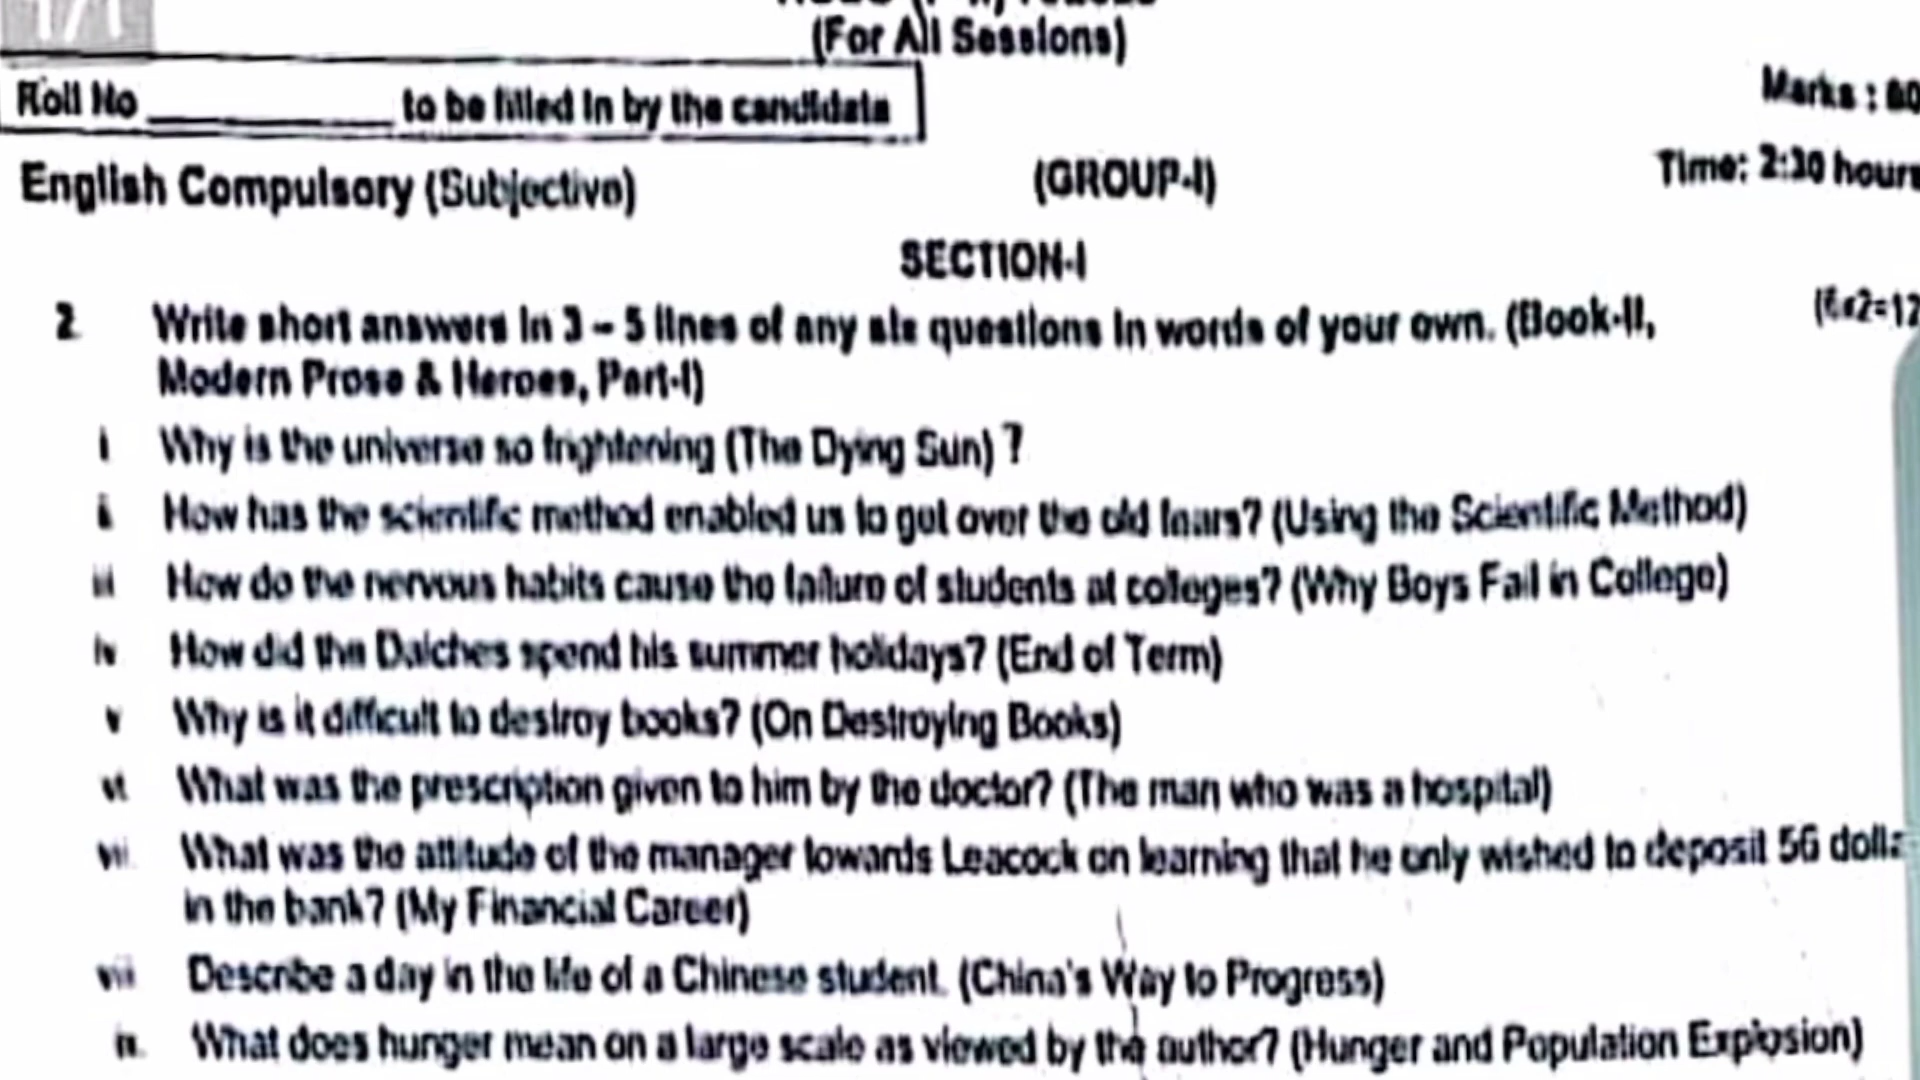 (For All Sessions)
Roll No __________ to be filled in by the candidate
Marks : 80
English Compulsory (Subjective)
(GROUP-I)
Time: 2:30 hours
SECTION-I
2 Write short answers in 3 – 5 lines of any six questions in words of your own. (Book-II, (6x2=12
Modern Prose & Heroes, Part-I)
i Why is the universe so frightening (The Dying Sun) ?
ii How has the scientific method enabled us to get over the old fears? (Using the Scientific Method)
iii How do the nervous habits cause the failure of students at colleges? (Why Boys Fail in College)
iv How did the Dalches spend his summer holidays? (End of Term)
v Why is it difficult to destroy books? (On Destroying Books)
vi What was the prescription given to him by the doctor? (The man who was a hospital)
vii. What was the attitude of the manager towards Leacock on learning that he only wished to deposit 56 dolla
in the bank? (My Financial Career)
viii Describe a day in the life of a Chinese student. (China's Way to Progress)
ix. What does hunger mean on a large scale as viewed by the author? (Hunger and Population Explosion)